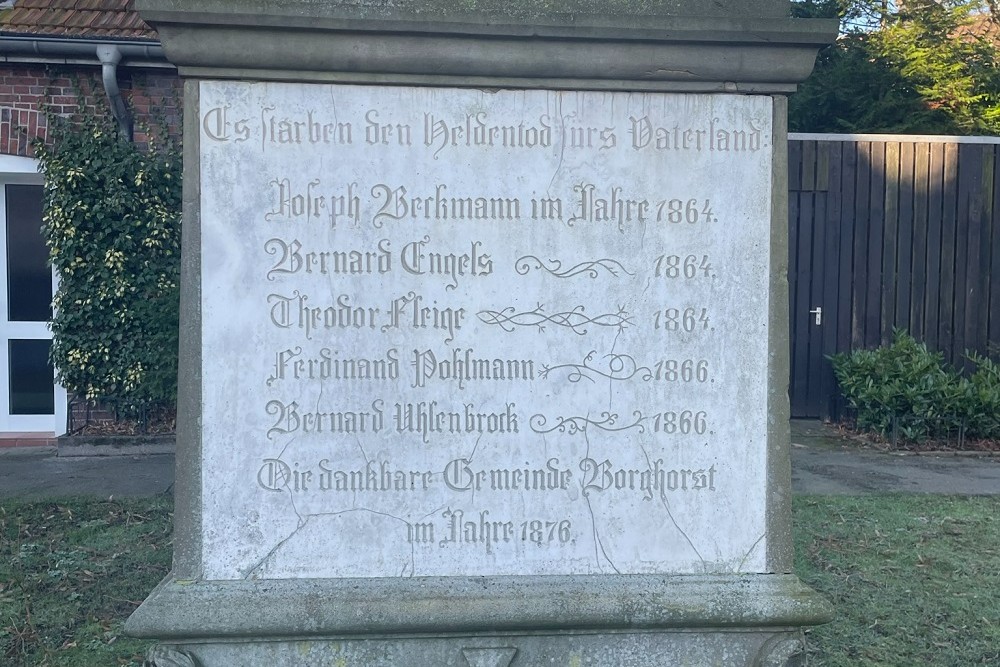 Es starben den Heldentod fürs Vaterland:
Joseph Beckmann im Jahre 1864.
Bernard Engels 1864.
Theodor Fleige 1864.
Ferdinand Pohlmann 1866.
Bernard Uhlenbrock 1866.
Die dankbare Gemeinde Borghorst
im Jahre 1876.